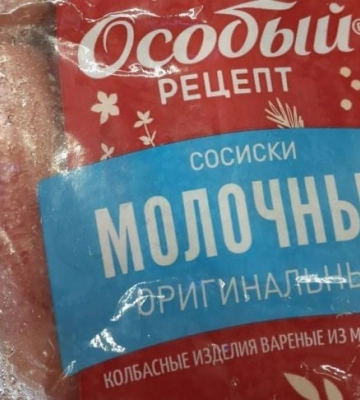 Особый®
РЕЦЕПТ
СОСИСКИ
МОЛОЧНЫ
ОРИГИНАЛЬНЫ
КОЛБАСНЫЕ ИЗДЕЛИЯ ВАРЕНЫЕ ИЗ М